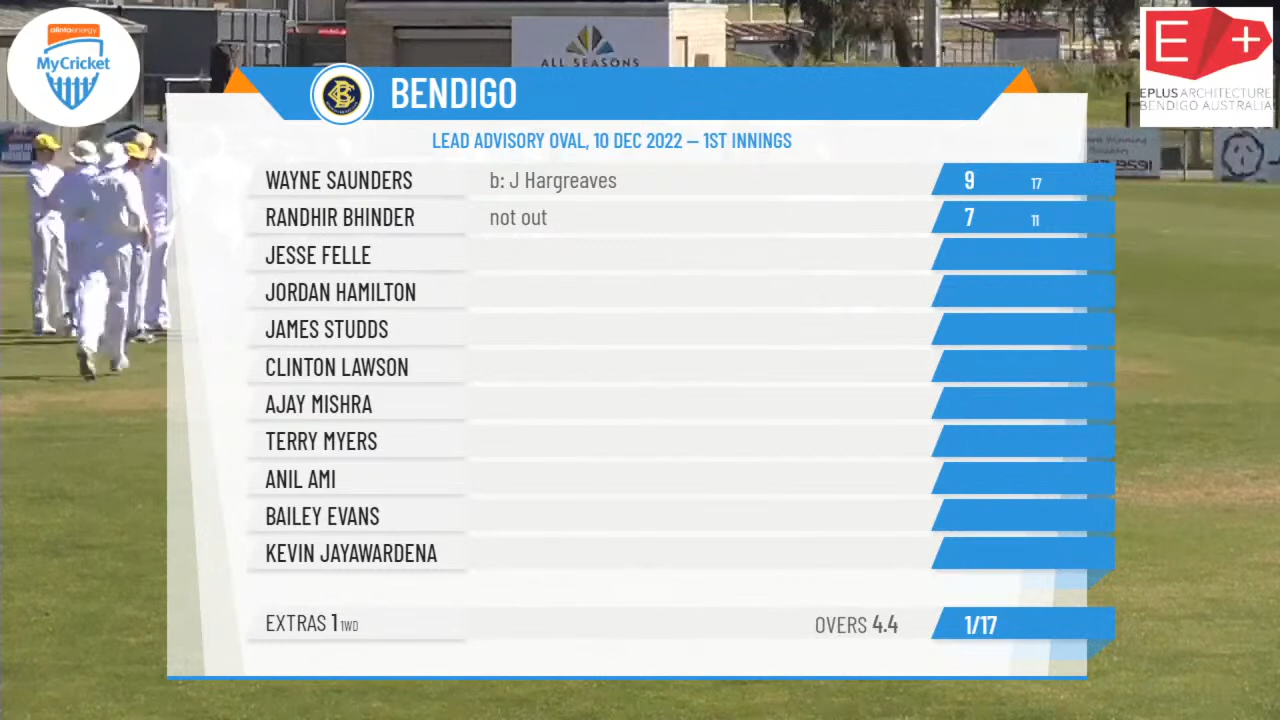 alintaenergy
MyCricket
ALL SEASONS
E+
EPLUS ARCHITECTURE
BENDIGO AUSTRALIA
BENDIGO
LEAD ADVISORY OVAL, 10 DEC 2022 – 1ST INNINGS
WAYNE SAUNDERS b: J Hargreaves 9 17
RANDHIR BHINDER not out 7 11
JESSE FELLE
JORDAN HAMILTON
JAMES STUDDS
CLINTON LAWSON
AJAY MISHRA
TERRY MYERS
ANIL AMI
BAILEY EVANS
KEVIN JAYAWARDENA
EXTRAS 1 1WD OVERS 4.4 1/17